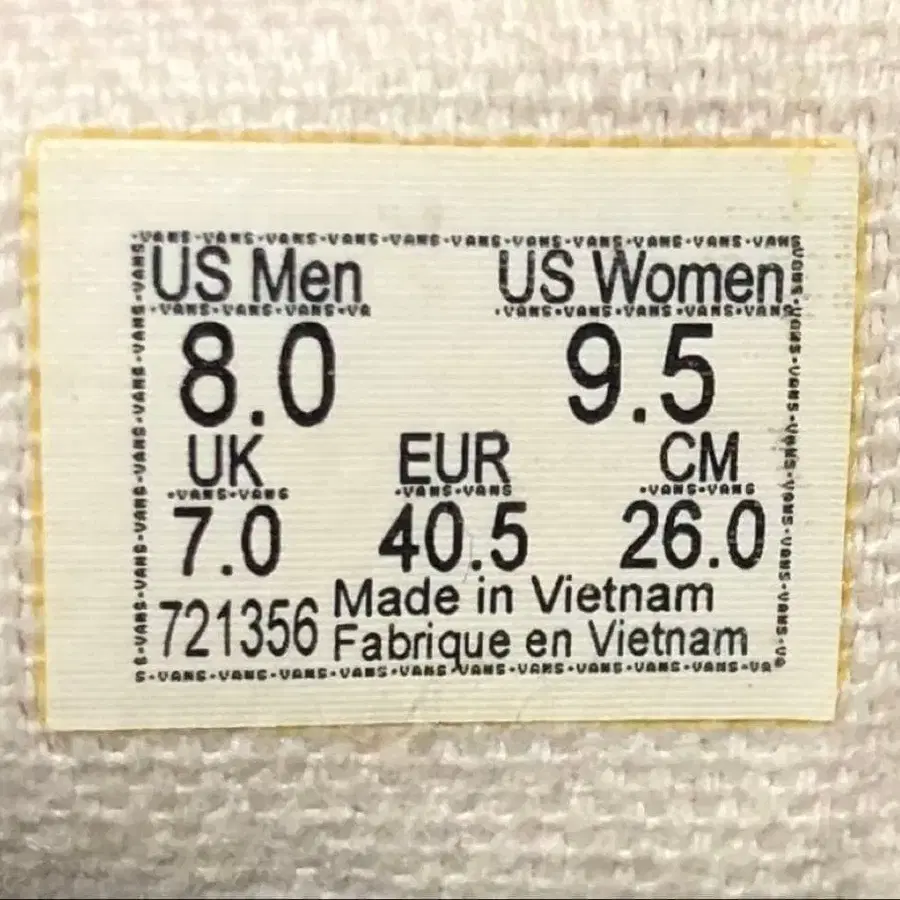 US Men US Women
8.0 9.5
UK EUR CM
7.0 40.5 26.0
721356 Made in Vietnam
Fabrique en Vietnam